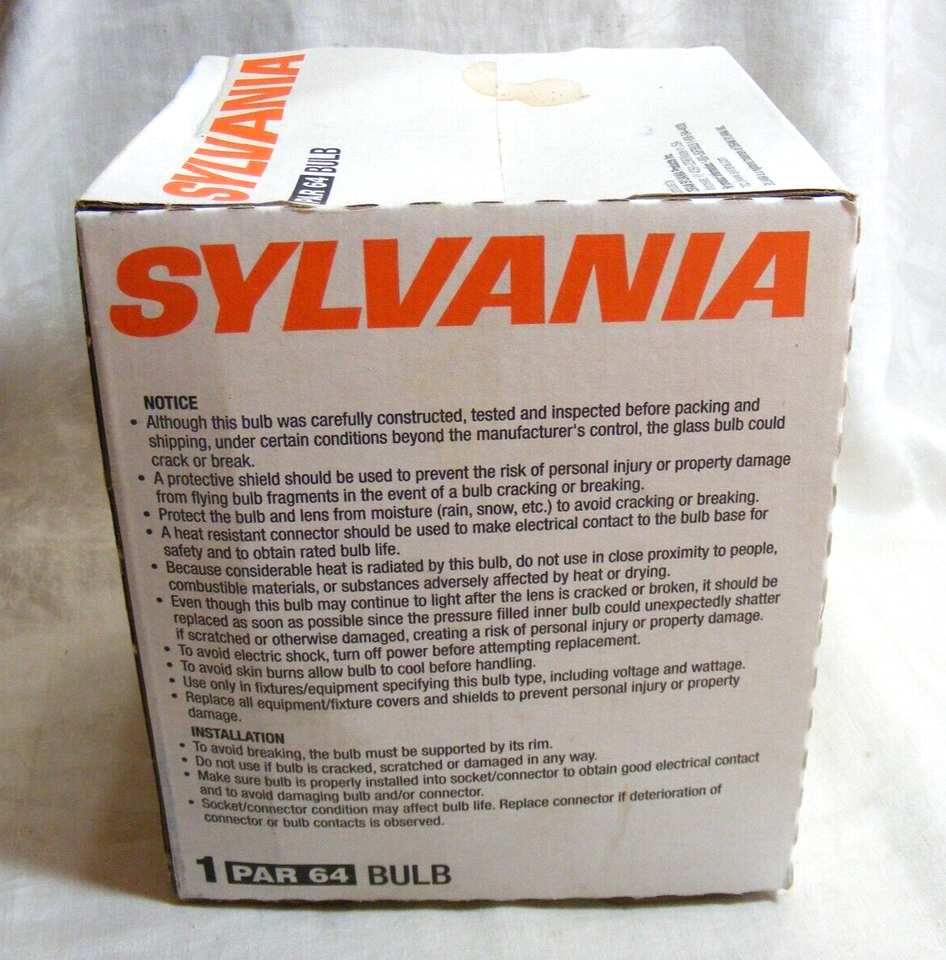 SYLVANIA
PAR 64 BULB
SYLVANIA
NOTICE
• Although this bulb was carefully constructed, tested and inspected before packing and
shipping, under certain conditions beyond the manufacturer's control, the glass bulb could
crack or break.
• A protective shield should be used to prevent the risk of personal injury or property damage
from flying bulb fragments in the event of a bulb cracking or breaking.
• Protect the bulb and lens from moisture (rain, snow, etc.) to avoid cracking or breaking.
• A heat resistant connector should be used to make electrical contact to the bulb base for
safety and to obtain rated bulb life.
• Because considerable heat is radiated by this bulb, do not use in close proximity to people,
combustible materials, or substances adversely affected by heat or drying.
• Even though this bulb may continue to light after the lens is cracked or broken, it should be
replaced as soon as possible since the pressure filled inner bulb could unexpectedly shatter
if scratched or otherwise damaged, creating a risk of personal injury or property damage.
• To avoid electric shock, turn off power before attempting replacement.
• To avoid skin burns allow bulb to cool before handling.
• Use only in fixtures/equipment specifying this bulb type, including voltage and wattage.
• Replace all equipment/fixture covers and shields to prevent personal injury or property
damage.
INSTALLATION
• To avoid breaking, the bulb must be supported by its rim.
• Do not use if bulb is cracked, scratched or damaged in any way.
• Make sure bulb is properly installed into socket/connector to obtain good electrical contact
and to avoid damaging bulb and/or connector.
• Socket/connector condition may affect bulb life. Replace connector if deterioration of
connector or bulb contacts is observed.
1 PAR 64 BULB